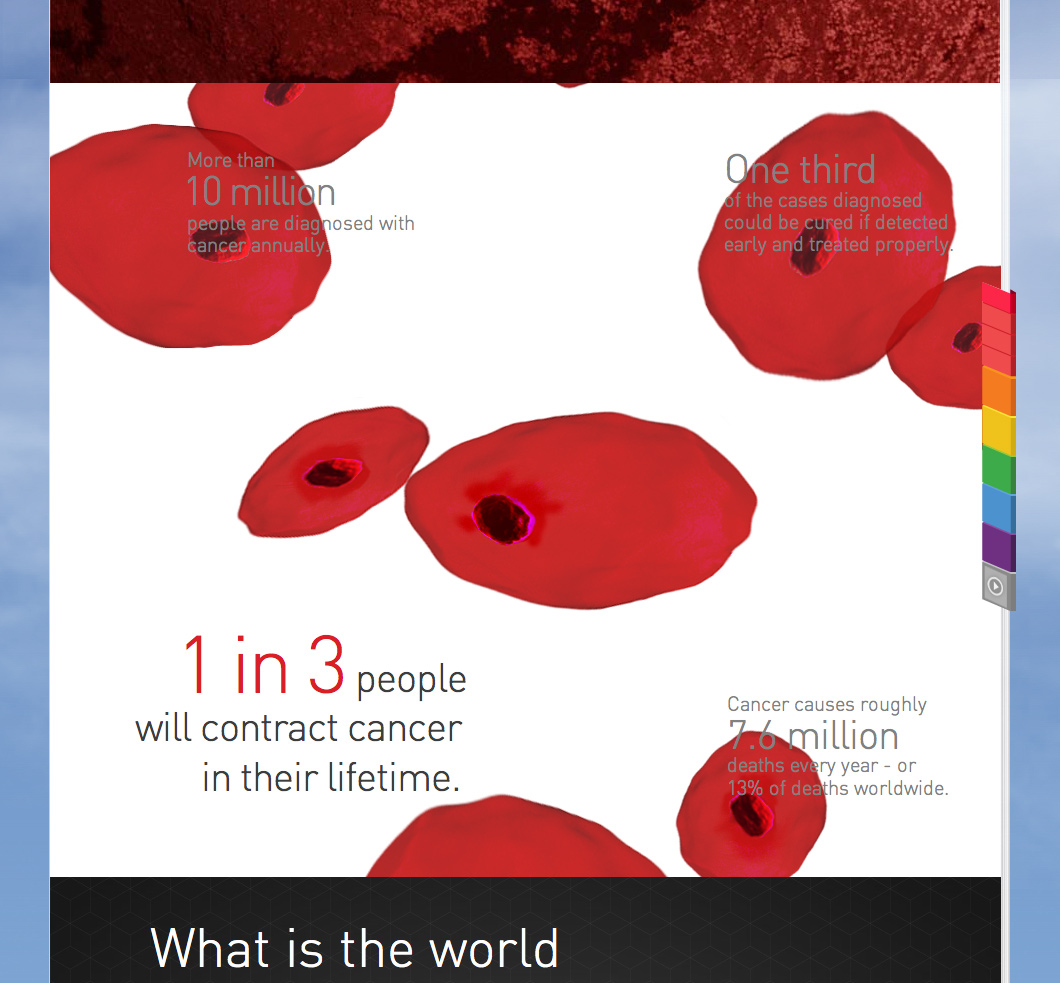 More than
10 million
people are diagnosed with
cancer annually.
One third
of the cases diagnosed
could be cured if detected
early and treated properly.
1 in 3 people
will contract cancer
in their lifetime.
Cancer causes roughly
7.6 million
deaths every year - or
13% of deaths worldwide.
What is the world